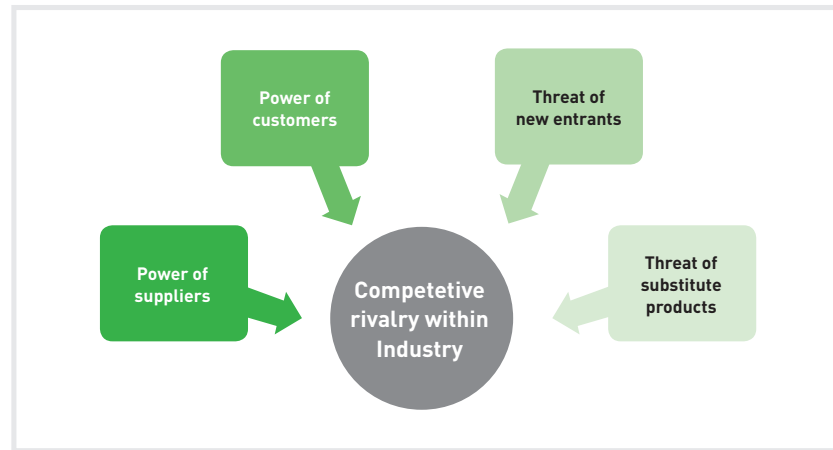 Power of
customers
Threat of
new entrants
Power of
suppliers
Competetive
rivalry within
Industry
Threat of
substitute
products